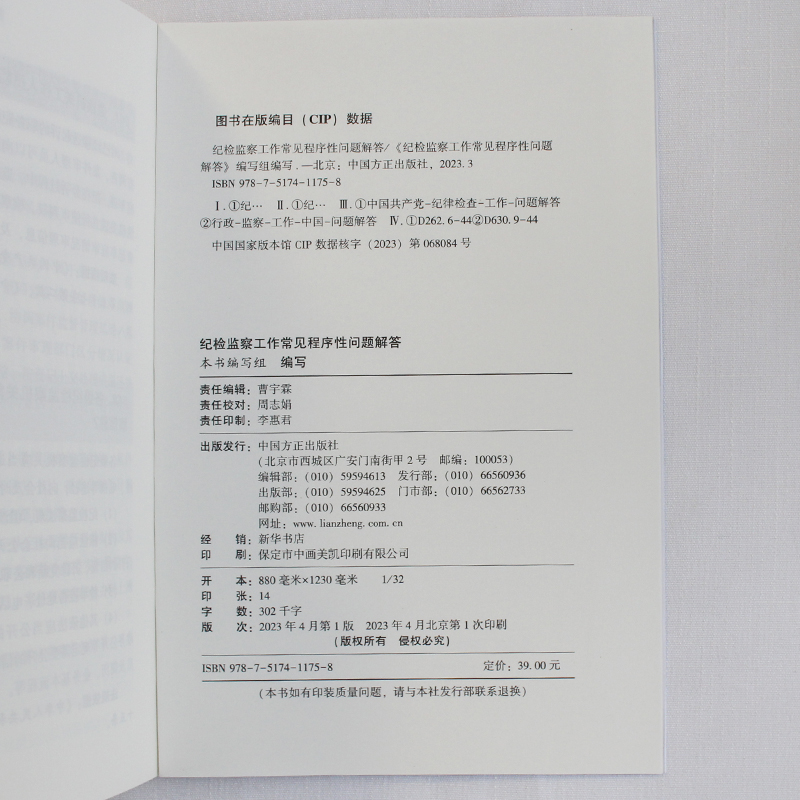 图书在版编目（CIP）数据
纪检监察工作常见程序性问题解答/《纪检监察工作常见程序性问题
解答》编写组编写.—北京：中国方正出版社，2023.3
ISBN 978-7-5174-1175-8
Ⅰ.①纪… Ⅱ.①纪… Ⅲ.①中国共产党-纪律检查-工作-问题解答
②行政-监察-工作-中国-问题解答 Ⅳ.①D262.6-44②D630.9-44
中国国家版本馆 CIP 数据核字（2023）第 068084 号
纪检监察工作常见程序性问题解答
本书编写组 编写
责任编辑：曹宇霖
责任校对：周志娟
责任印制：李惠君
出版发行：中国方正出版社
（北京市西城区广安门南街甲 2 号 邮编：100053）
编辑部：（010）59594613 发行部：（010）66560936
出版部：（010）59594625 门市部：（010）66562733
邮购部：（010）66560933
网址：www.lianzheng.com.cn
经 销：新华书店
印 刷：保定市中画美凯印刷有限公司
开 本：880 毫米×1230 毫米 1/32
印 张：14
字 数：302 千字
版 次：2023 年 4 月第 1 版 2023 年 4 月北京第 1 次印刷
（版权所有 侵权必究）
ISBN 978-7-5174-1175-8 定价：39.00 元
（本书如有印装质量问题，请与本社发行部联系退换）